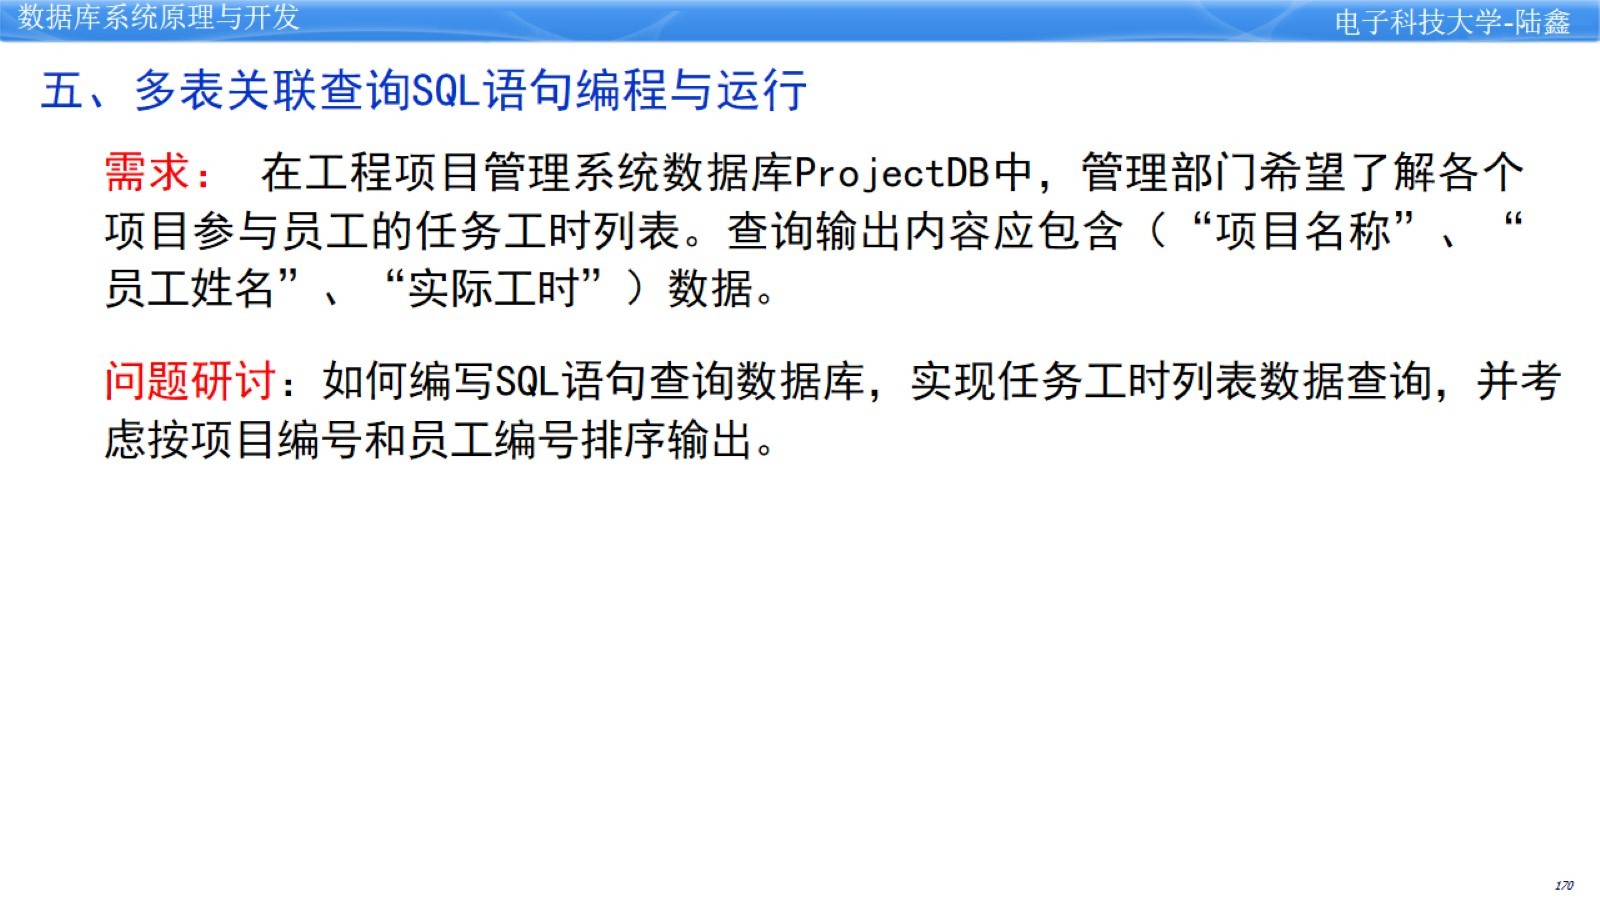 数据库系统原理与开发
电子科技大学-陆鑫
五、多表关联查询SQL语句编程与运行
需求： 在工程项目管理系统数据库ProjectDB中，管理部门希望了解各个
项目参与员工的任务工时列表。查询输出内容应包含（“项目名称”、“
员工姓名”、“实际工时”）数据。
问题研讨：如何编写SQL语句查询数据库，实现任务工时列表数据查询，并考
虑按项目编号和员工编号排序输出。
170